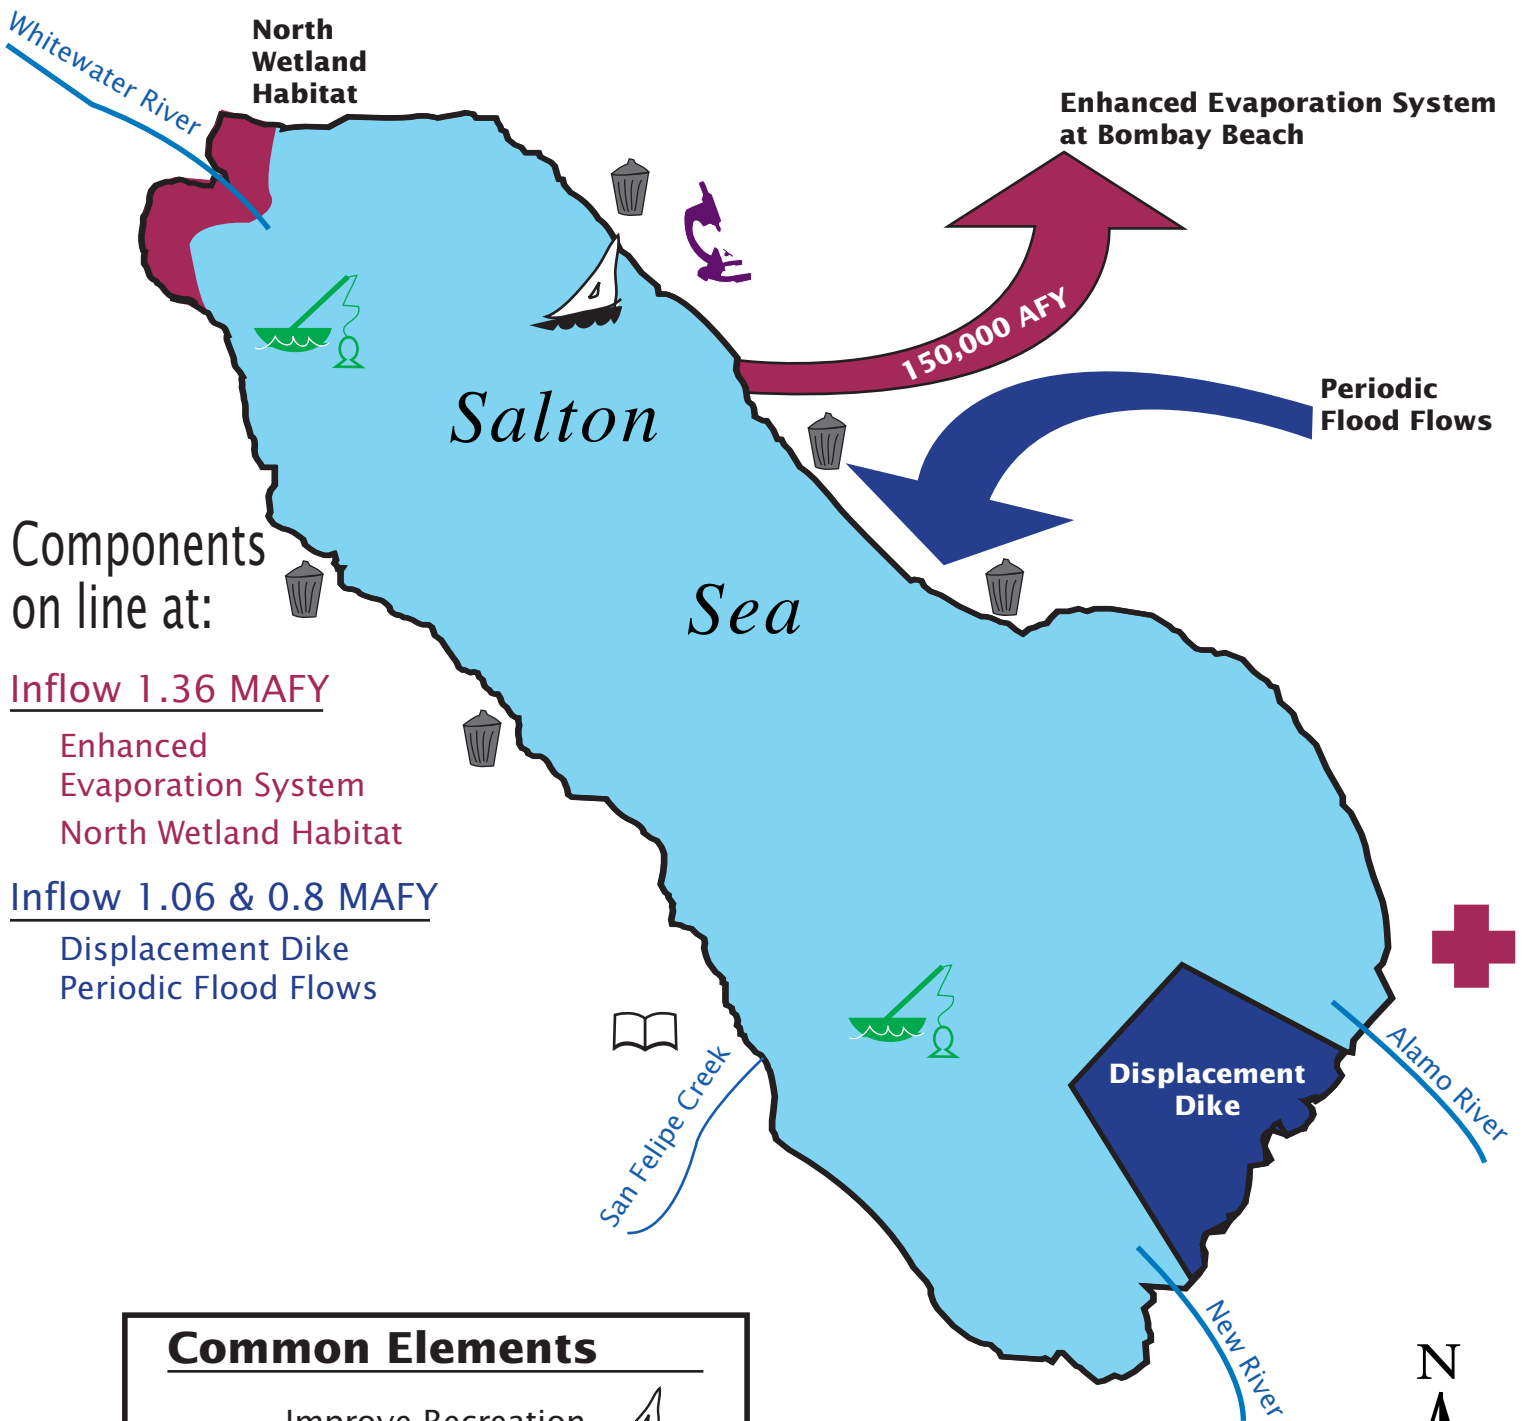 Whitewater River
North
Wetland
Habitat
Enhanced Evaporation System
at Bombay Beach
150,000 AFY
Periodic
Flood Flows
Salton
Sea
Components
on line at:
Inflow 1.36 MAFY
Enhanced
Evaporation System
North Wetland Habitat
Inflow 1.06 & 0.8 MAFY
Displacement Dike
Periodic Flood Flows
San Felipe Creek
Displacement
Dike
Alamo River
New River
N
Common Elements
Improve Recreation